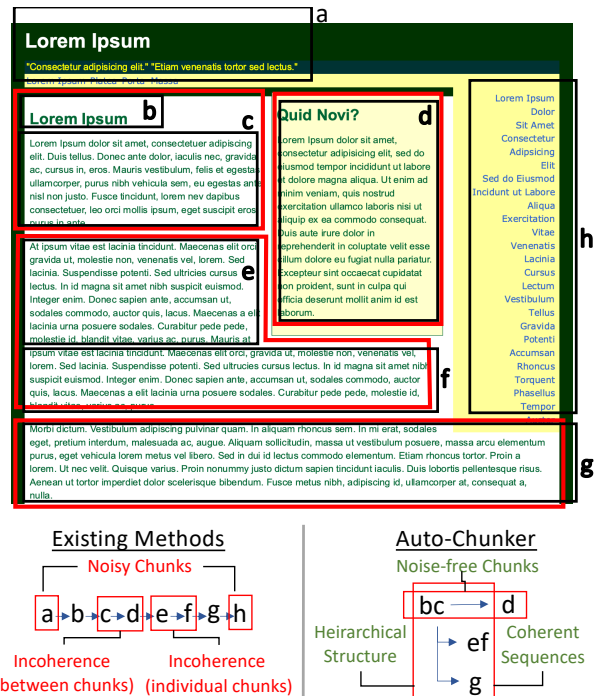 a
Lorem Ipsum
"Consectetur adipisicing elit." "Etiam venenatis tortor sed lectus."
Lorem Ipsum Platea Porta Massa
b
Lorem Ipsum
c
Lorem Ipsum dolor sit amet, consectetuer adipiscing
elit. Duis tellus. Donec ante dolor, iaculis nec, gravida
ac, cursus in, eros. Mauris vestibulum, felis et egestas
ullamcorper, purus nibh vehicula sem, eu egestas ante
nisl non justo. Fusce tincidunt, lorem nev dapibus
consectetuer, leo orci mollis ipsum, eget suscipit eros
purus in ante.
d
Quid Novi?
Lorem Ipsum dolor sit amet,
consectetur adipisicing elit, sed do
eiusmod tempor incididunt ut labore
et dolore magna aliqua. Ut enim ad
minim veniam, quis nostrud
exercitation ullamco laboris nisi ut
aliquip ex ea commodo consequat.
Duis aute irure dolor in
reprehenderit in coluptate velit esse
cillum dolore eu fugiat nulla pariatur.
Excepteur sint occaecat cupidatat
non proident, sunt in culpa qui
officia deserunt mollit anim id est
laborum.
Lorem Ipsum
Dolor
Sit Amet
Consectetur
Adipsicing
Elit
Sed do Eiusmod
Incidunt ut Labore
Aliqua
Exercitation
Vitae
Venenatis
Lacinia
Cursus
Lectum
Vestibulum
Tellus
Gravida
Potenti
Accumsan
Rhoncus
Torquent
Phasellus
Tempor
h
e
At ipsum vitae est lacinia tincidunt. Maecenas elit orci
gravida ut, molestie non, venenatis vel, lorem. Sed
lacinia. Suspendisse potenti. Sed ultricies cursus
lectus. In id magna sit amet nibh suspicit euismod.
Integer enim. Donec sapien ante, accumsan ut,
sodales commodo, auctor quis, lacus. Maecenas a elit
lacinia urna posuere sodales. Curabitur pede pede,
molestie id, blandit vitae, varius ac, purus. Mauris at
ipsum vitae est lacinia tincidunt. Maecenas elit orci, gravida ut, molestie non, venenatis vel,
lorem. Sed lacinia. Suspendisse potenti. Sed ultrucies cursus lectus. In id magna sit amet nibh
suspicit euismod. Integer enim. Donec sapien ante, accumsan ut, sodales commodo, auctor
quis, lacus. Maecenas a elit lacinia urna posuere sodales. Curabitur pede pede, molestie id,
blandit vitae, varius ac, purus.
f
Morbi dictum. Vestibulum adipiscing pulvinar quam. In aliquam rhoncus sem. In mi erat, sodales
eget, pretium interdum, malesuada ac, augue. Aliquam sollicitudin, massa ut vestibulum posuere, massa arcu elementum
purus, eget vehicula lorem metus vel libero. Sed in dui id lectus commodo elementum. Etiam rhoncus tortor. Proin a
lorem. Ut nec velit. Quisque varius. Proin nonummy justo dictum sapien tincidunt iaculis. Duis lobortis pellentesque risus.
Aenean ut tortor imperdiet dolor scelerisque bibendum. Fusce metus nibh, adipiscing id, ullamcorper at, consequat a,
nulla.
g
Existing Methods
Noisy Chunks
a b c d e f g h
Incoherence
(between chunks)
Incoherence
(individual chunks)
Auto-Chunker
Noise-free Chunks
bc d
ef
g
Heirarchical
Structure
Coherent
Sequences